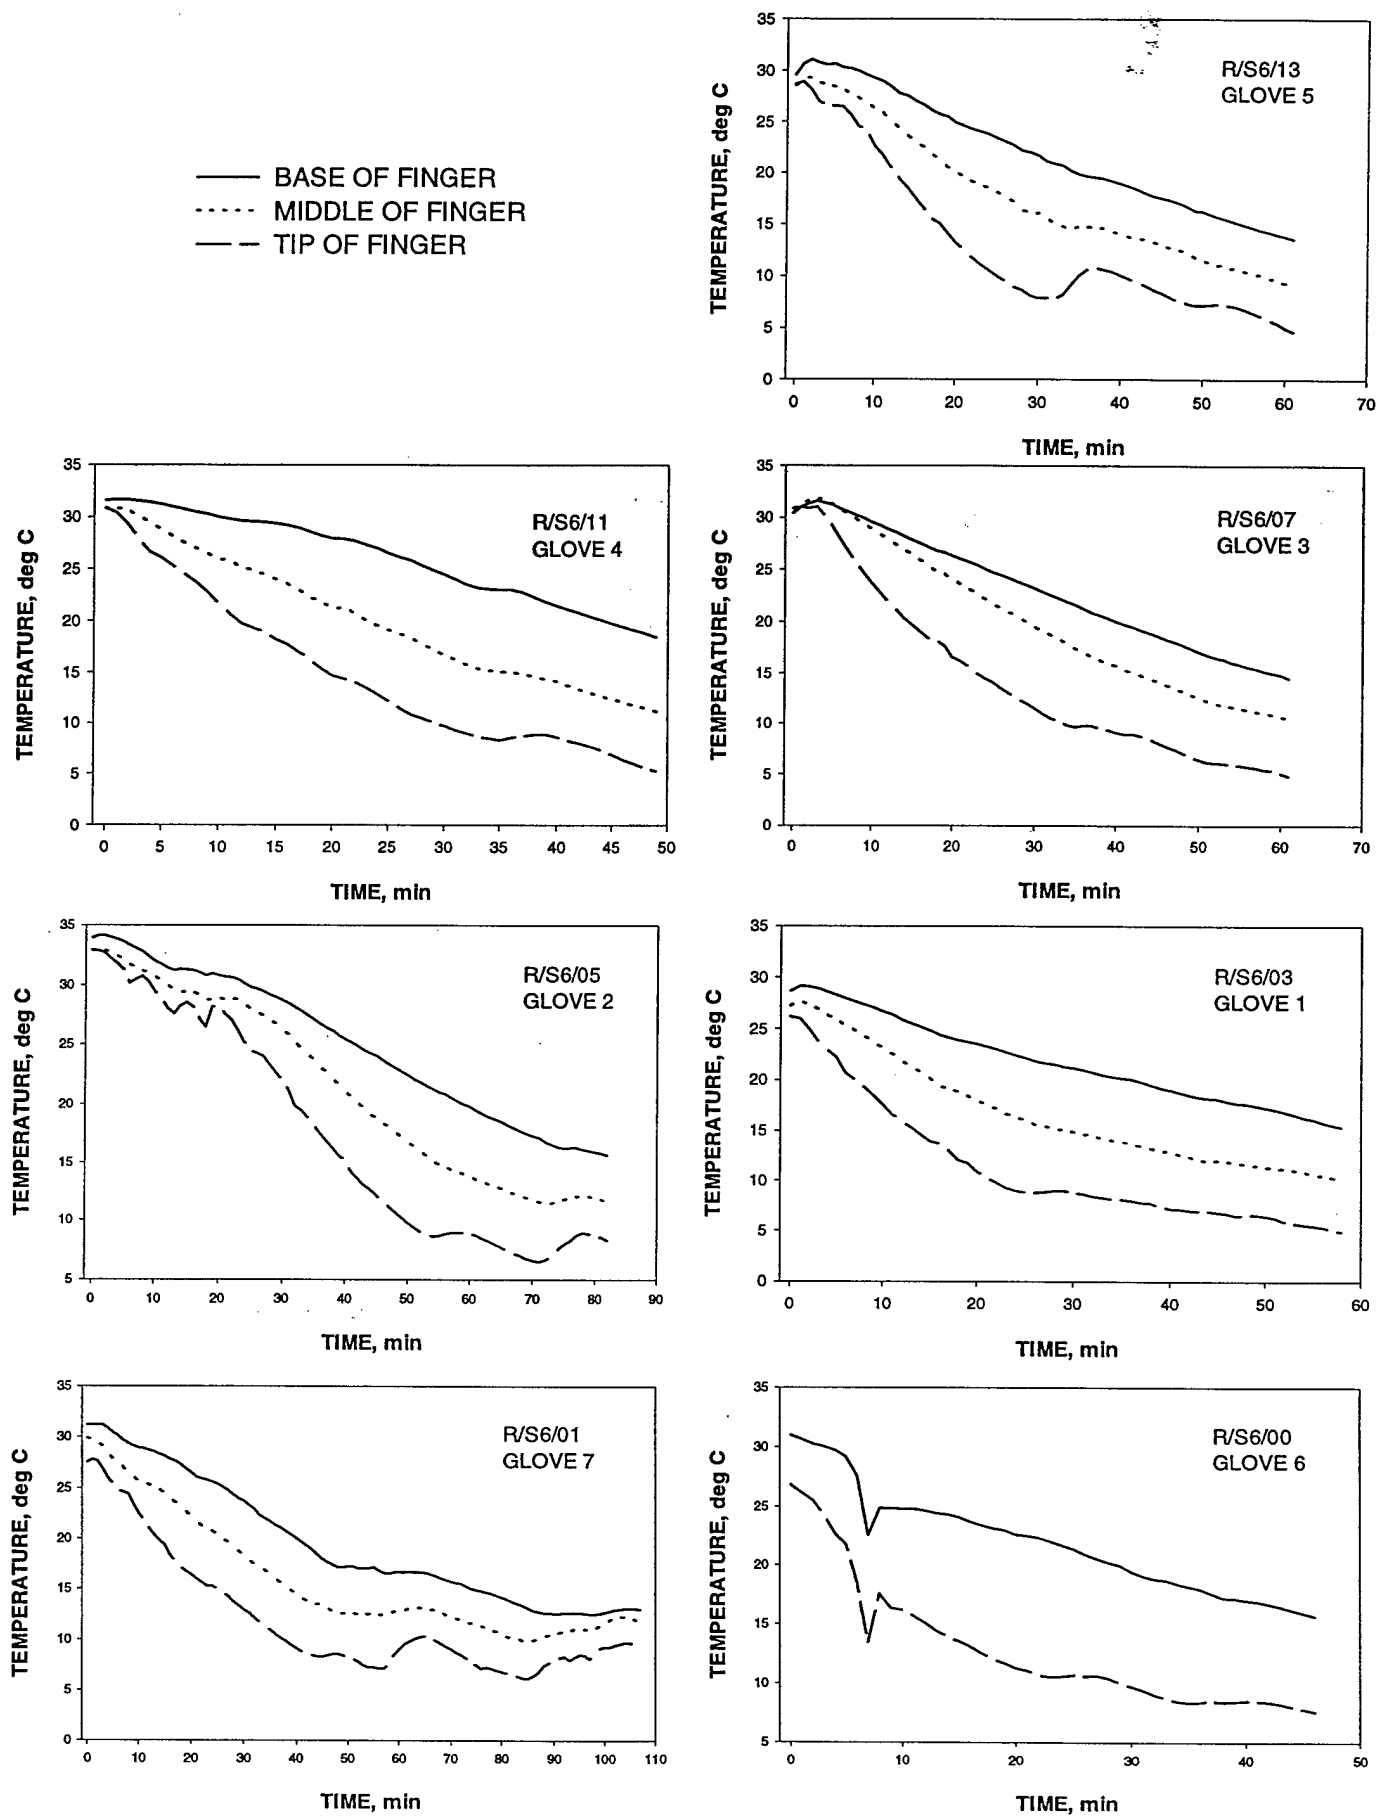 BASE OF FINGER
MIDDLE OF FINGER
TIP OF FINGER
R/S6/13
GLOVE 5
TEMPERATURE, deg C
35
30
25
20
15
10
5
0
0 10 20 30 40 50 60 70
TIME, min
R/S6/11
GLOVE 4
TEMPERATURE, deg C
35
30
25
20
15
10
5
0
0 5 10 15 20 25 30 35 40 45 50
TIME, min
R/S6/07
GLOVE 3
TEMPERATURE, deg C
35
30
25
20
15
10
5
0
0 10 20 30 40 50 60 70
TIME, min
R/S6/05
GLOVE 2
TEMPERATURE, deg C
35
30
25
20
15
10
5
0 10 20 30 40 50 60 70 80 90
TIME, min
R/S6/03
GLOVE 1
TEMPERATURE, deg C
35
30
25
20
15
10
5
0
0 10 20 30 40 50 60
TIME, min
R/S6/01
GLOVE 7
TEMPERATURE, deg C
35
30
25
20
15
10
5
0
0 10 20 30 40 50 60 70 80 90 100 110
TIME, min
R/S6/00
GLOVE 6
TEMPERATURE, deg C
35
30
25
20
15
10
5
0 10 20 30 40 50
TIME, min